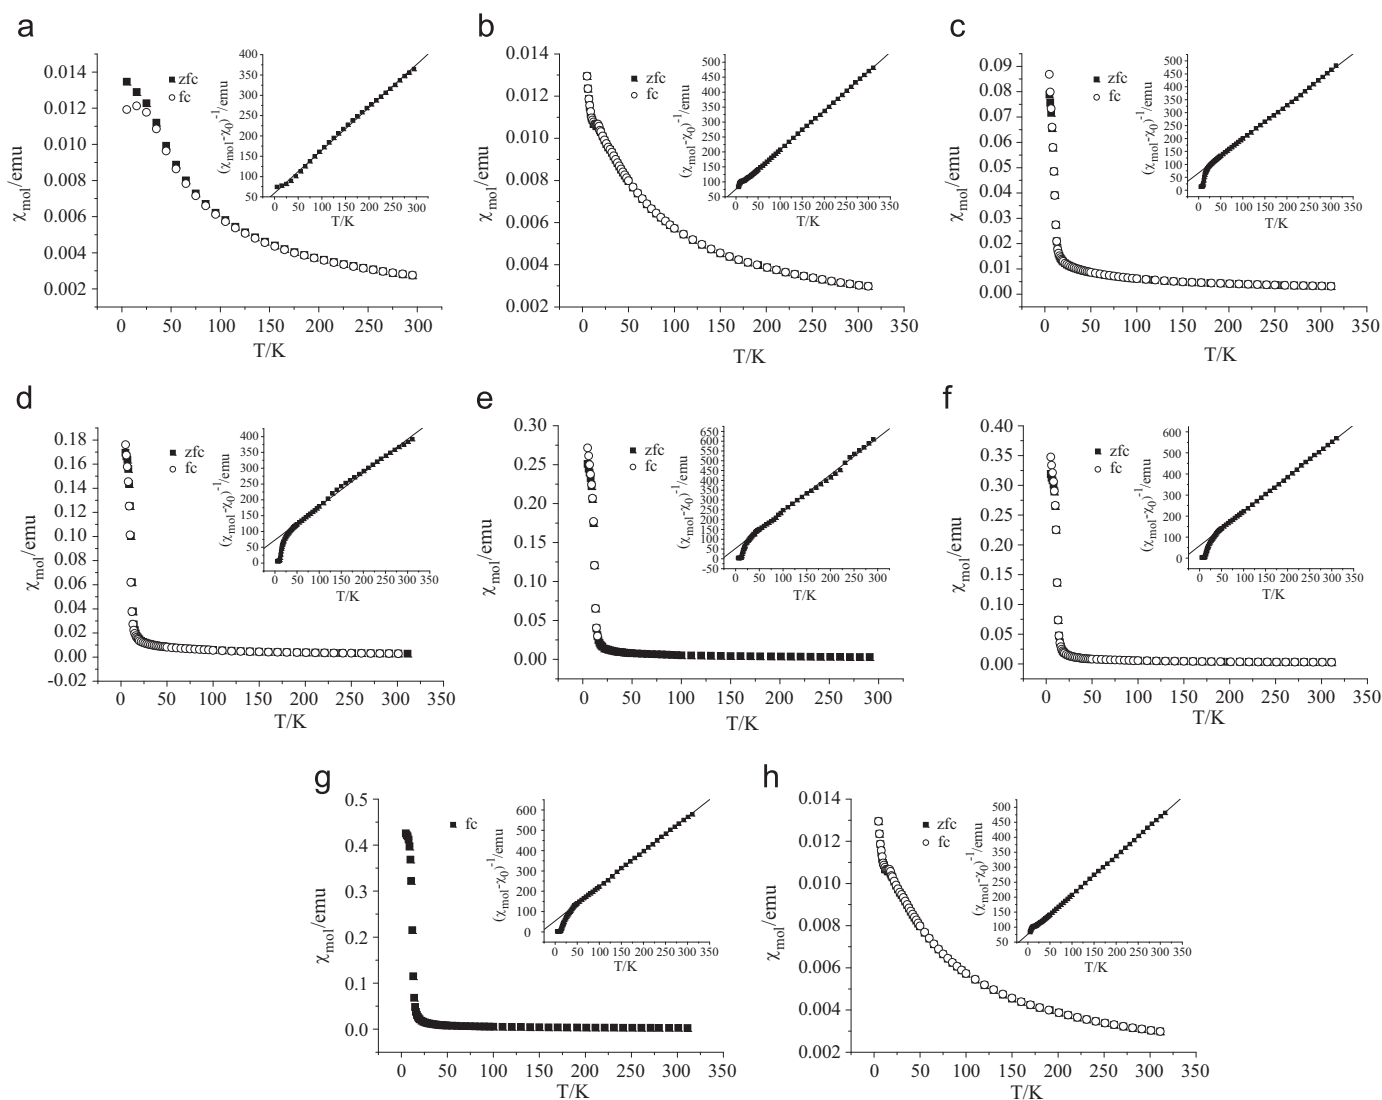 a
0.014
0.012
0.010
0.008
0.006
0.004
0.002
χmol/emu
0 50 100 150 200 250 300
T/K
zfc
fc
400
350
300
250
200
150
100
50
(χmol-χ0)-1/emu
0 50 100 150 200 250 300
T/K
b
0.014
0.012
0.010
0.008
0.006
0.004
0.002
χmol/emu
0 50 100 150 200 250 300 350
T/K
zfc
fc
500
450
400
350
300
250
200
150
100
50
(χmol-χ0)-1/emu
0 50 100 150 200 250 300 350
T/K
c
0.09
0.08
0.07
0.06
0.05
0.04
0.03
0.02
0.01
0.00
χmol/emu
0 50 100 150 200 250 300 350
T/K
zfc
fc
500
450
400
350
300
250
200
150
100
50
0
(χmol-χ0)-1/emu
0 50 100 150 200 250 300 350
T/K
d
0.18
0.16
0.14
0.12
0.10
0.08
0.06
0.04
0.02
0.00
-0.02
χmol/emu
0 50 100 150 200 250 300 350
T/K
zfc
fc
400
350
300
250
200
150
100
50
0
(χmol-χ0)-1/emu
0 50 100 150 200 250 300 350
T/K
e
0.30
0.25
0.20
0.15
0.10
0.05
0.00
χmol/emu
0 50 100 150 200 250 300
T/K
zfc
fc
650
600
550
500
450
400
350
300
250
200
150
100
50
0
-50
(χmol-χ0)-1/emu
0 50 100 150 200 250 300
T/K
f
0.40
0.35
0.30
0.25
0.20
0.15
0.10
0.05
0.00
χmol/emu
0 50 100 150 200 250 300 350
T/K
zfc
fc
600
500
400
300
200
100
0
(χmol-χ0)-1/emu
0 50 100 150 200 250 300 350
T/K
g
0.5
0.4
0.3
0.2
0.1
0.0
χmol/emu
0 50 100 150 200 250 300 350
T/K
fc
600
500
400
300
200
100
0
(χmol-χ0)-1/emu
0 50 100 150 200 250 300 350
T/K
h
0.014
0.012
0.010
0.008
0.006
0.004
0.002
χmol/emu
0 50 100 150 200 250 300 350
T/K
zfc
fc
500
450
400
350
300
250
200
150
100
50
(χmol-χ0)-1/emu
0 50 100 150 200 250 300 350
T/K